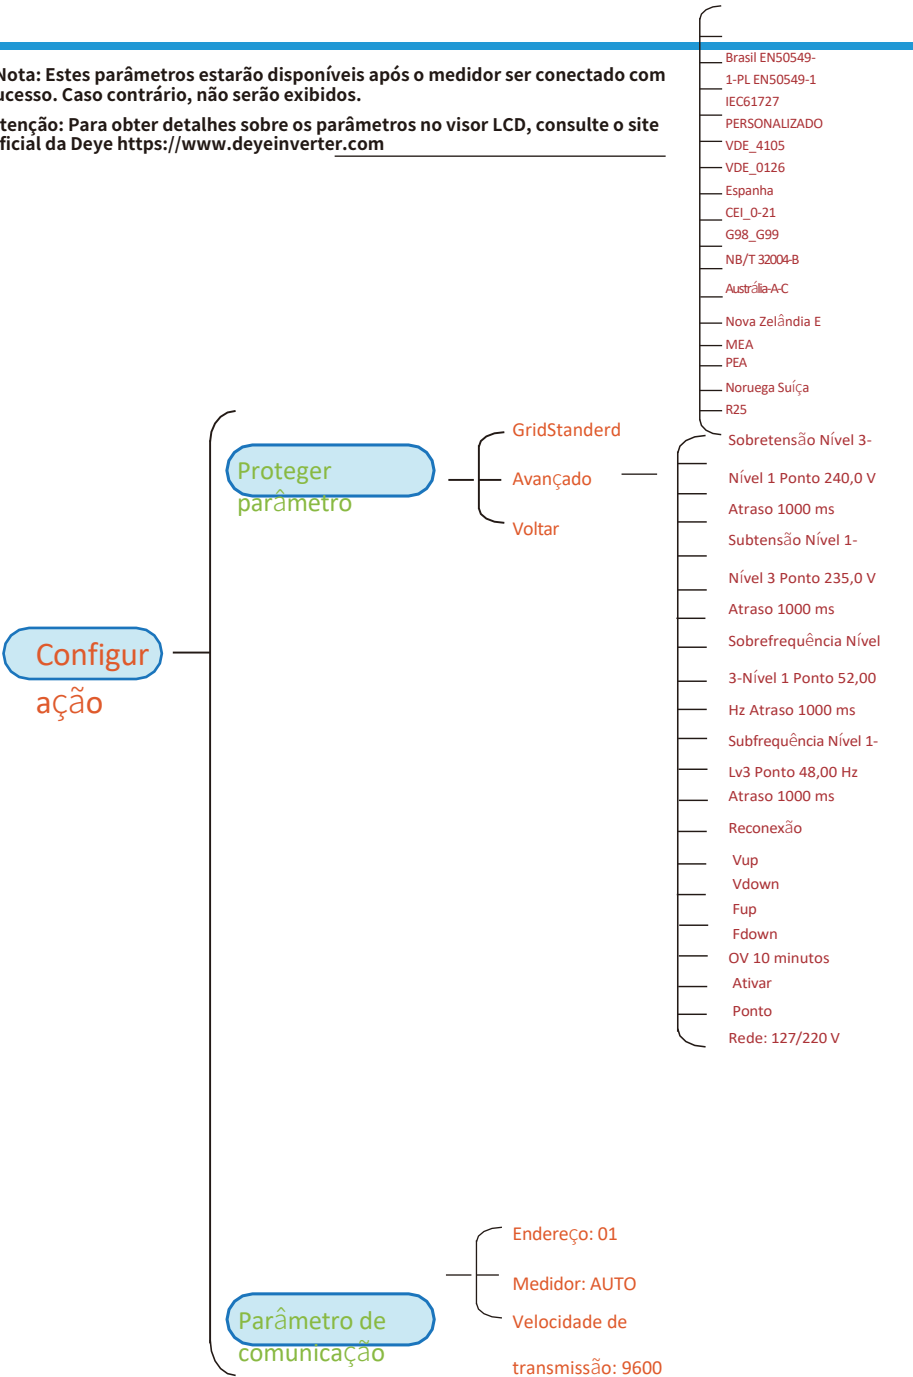 Nota: Estes parâmetros estarão disponíveis após o medidor ser conectado com
ucesso. Caso contrário, não serão exibidos.
tenção: Para obter detalhes sobre os parâmetros no visor LCD, consulte o site
ficial da Deye https://www.deyeinverter.com
Brasil EN50549-
1-PL EN50549-1
IEC61727
PERSONALIZADO
VDE_4105
VDE_0126
Espanha
CEI_0-21
G98_G99
NB/T 32004-B
Austrália-A-C
Nova Zelândia E
MEA
PEA
Noruega Suíça
R25
Configur
ação
Proteger
parâmetro
GridStanderd
Avançado
Voltar
Sobretensão Nível 3-
Nível 1 Ponto 240,0 V
Atraso 1000 ms
Subtensão Nível 1-
Nível 3 Ponto 235,0 V
Atraso 1000 ms
Sobrefrequência Nível
3-Nível 1 Ponto 52,00
Hz Atraso 1000 ms
Subfrequência Nível 1-
Lv3 Ponto 48,00 Hz
Atraso 1000 ms
Reconexão
Vup
Vdown
Fup
Fdown
OV 10 minutos
Ativar
Ponto
Rede: 127/220 V
Parâmetro de
comunicação
Endereço: 01
Medidor: AUTO
Velocidade de
transmissão: 9600